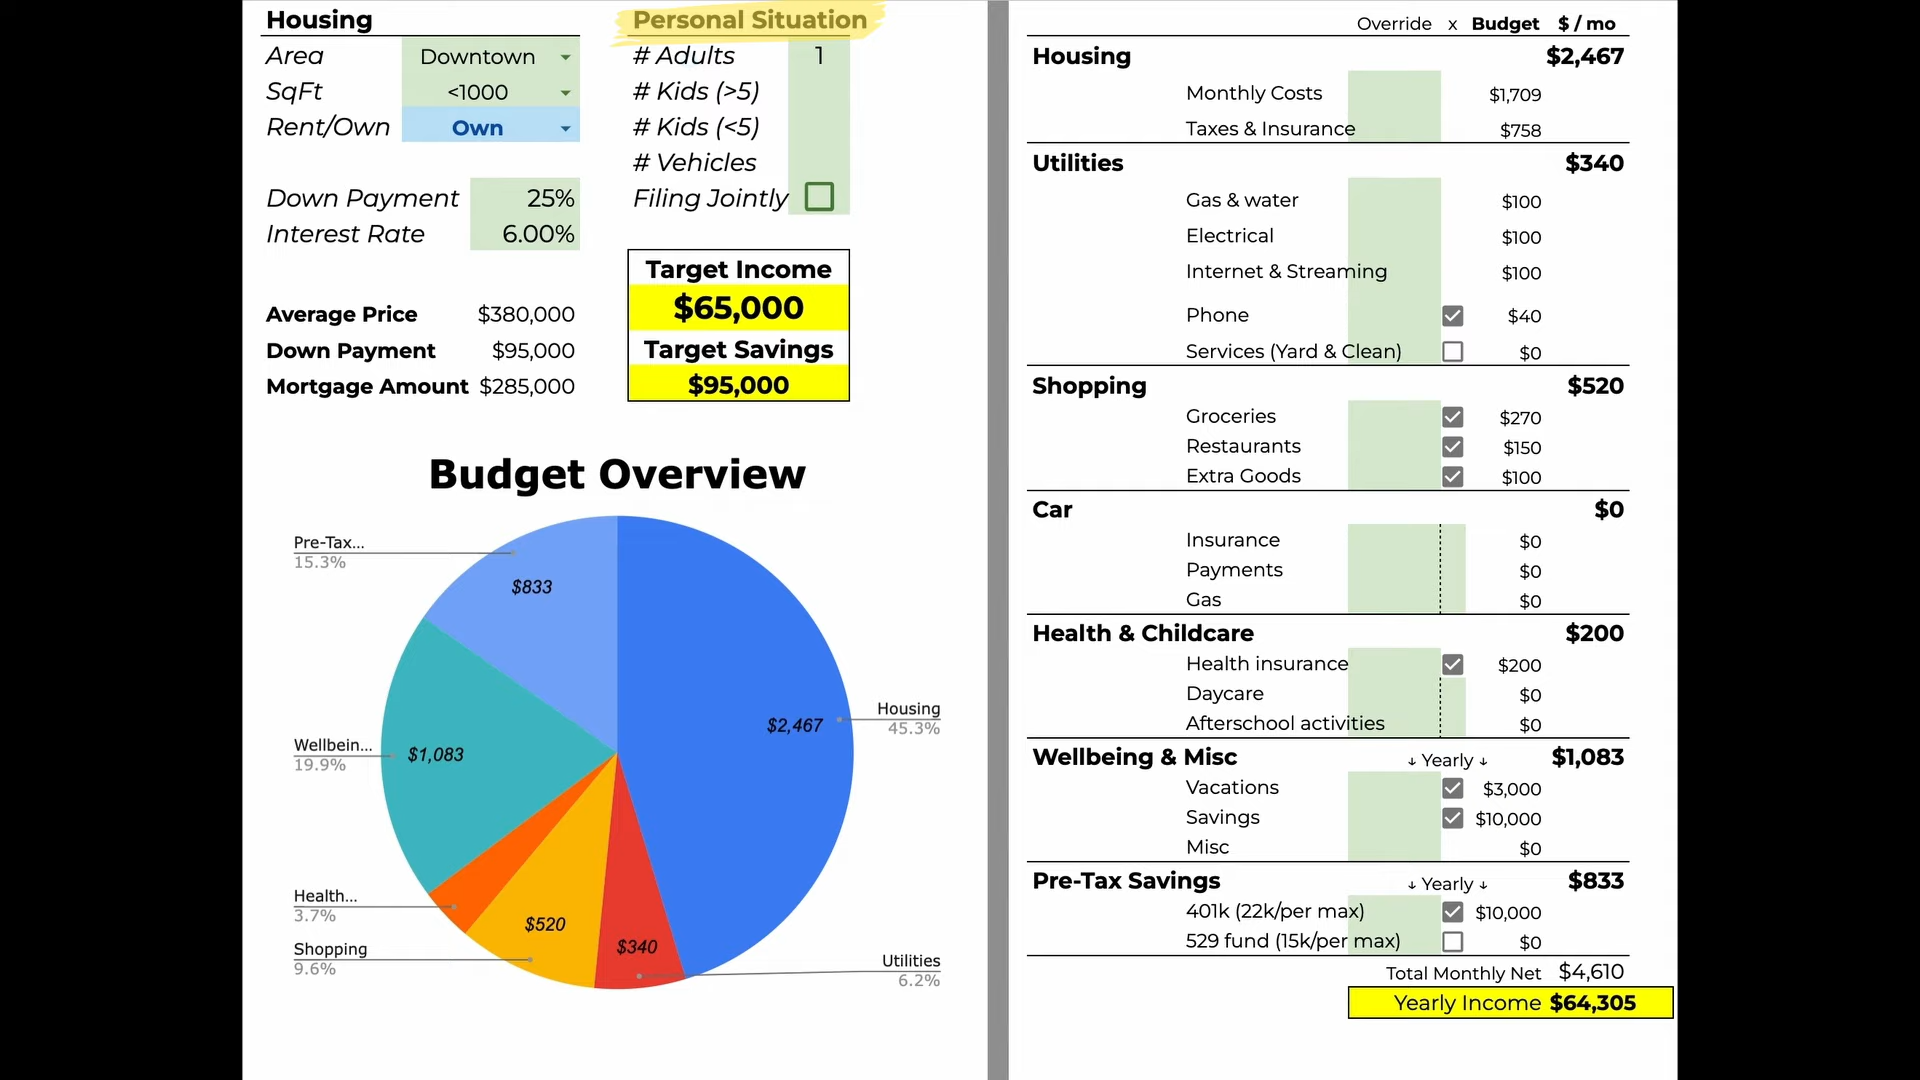 Housing
Area Downtown
SqFt <1000
Rent/Own Own
Down Payment 25%
Interest Rate 6.00%
Average Price $380,000
Down Payment $95,000
Mortgage Amount $285,000
Personal Situation
# Adults 1
# Kids (>5)
# Kids (<5)
# Vehicles
Filing Jointly
Target Income
$65,000
Target Savings
$95,000
Budget Overview
Pre-Tax...
15.3%
$833
Wellbein...
19.9%
$1,083
Health...
3.7%
Shopping
9.6%
$520
$340
Utilities
6.2%
$2,467
Housing
45.3%
Override x Budget $ / mo
Housing $2,467
Monthly Costs $1,709
Taxes & Insurance $758
Utilities $340
Gas & water $100
Electrical $100
Internet & Streaming $100
Phone $40
Services (Yard & Clean) $0
Shopping $520
Groceries $270
Restaurants $150
Extra Goods $100
Car $0
Insurance $0
Payments $0
Gas $0
Health & Childcare $200
Health insurance $200
Daycare $0
Afterschool activities $0
Wellbeing & Misc ↓ Yearly ↓ $1,083
Vacations $3,000
Savings $10,000
Misc $0
Pre-Tax Savings ↓ Yearly ↓ $833
401k (22k/per max) $10,000
529 fund (15k/per max) $0
Total Monthly Net $4,610
Yearly Income $64,305